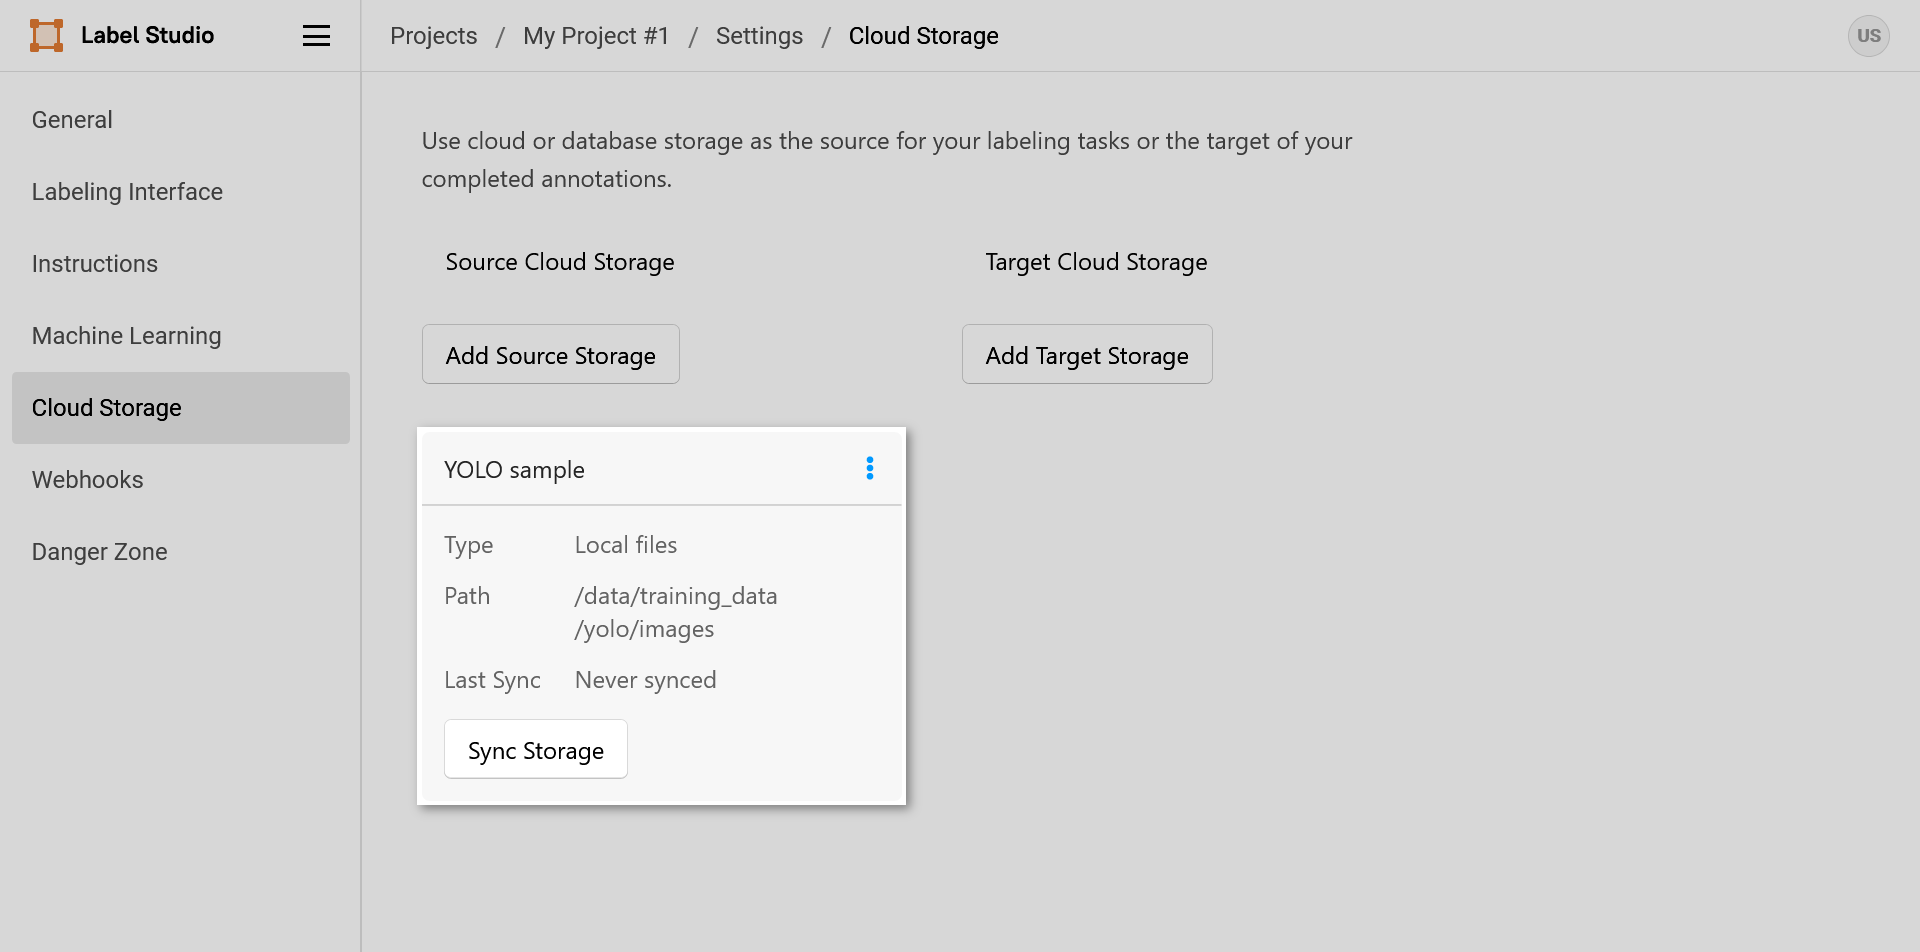 Label Studio
Projects / My Project #1 / Settings / Cloud Storage
US
General
Labeling Interface
Instructions
Machine Learning
Cloud Storage
Webhooks
Danger Zone
Use cloud or database storage as the source for your labeling tasks or the target of your
completed annotations.
Source Cloud Storage
Target Cloud Storage
Add Source Storage
Add Target Storage
YOLO sample
Type Local files
Path /data/training_data
/yolo/images
Last Sync Never synced
Sync Storage